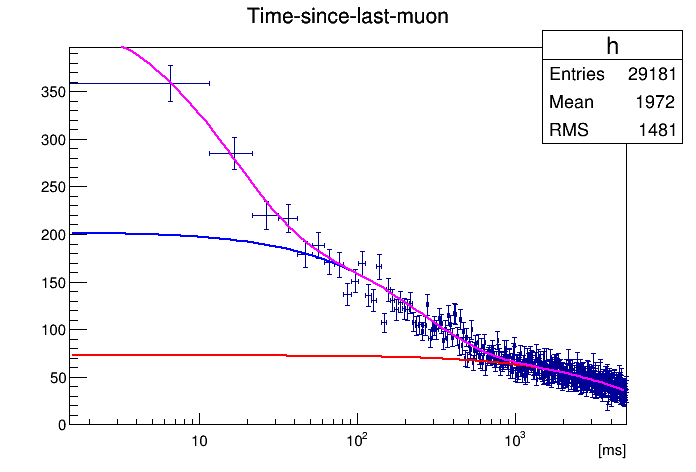 Time-since-last-muon
h
Entries 29181
Mean 1972
RMS 1481
350
300
250
200
150
100
50
0
10
10²
10³
[ms]